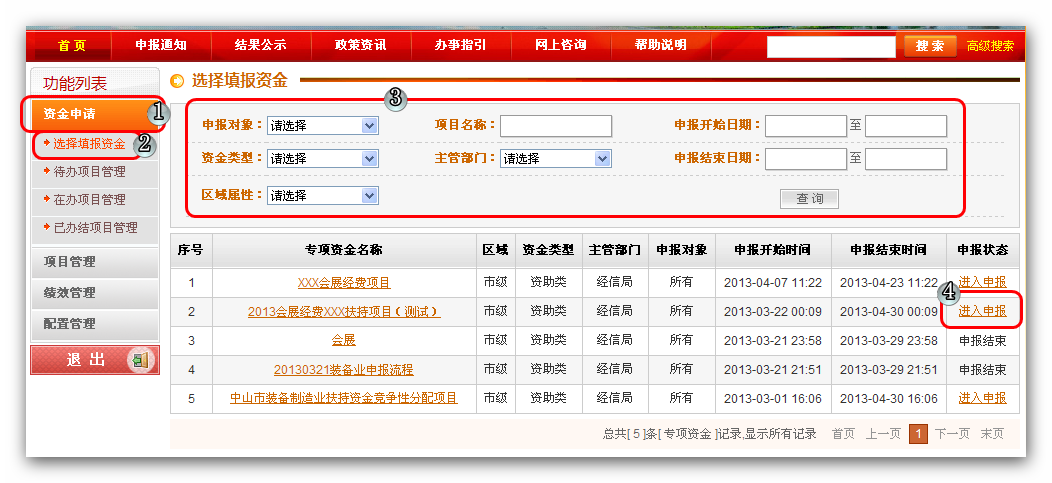 首 页 申报通知 结果公示 政策资讯 办事指引 网上咨询 帮助说明 搜 索 高级搜索
功能列表
资金申请 1
选择填报资金 2
待办项目管理
在办项目管理
已办结项目管理
项目管理
绩效管理
配置管理
退 出
选择填报资金
3
申报对象： 请选择 项目名称： 申报开始日期： 至
资金类型： 请选择 主管部门： 请选择 申报结束日期： 至
区域属性： 请选择 查 询
序号 专项资金名称 区域 资金类型 主管部门 申报对象 申报开始时间 申报结束时间 申报状态
1 XXX会展经费项目 市级 资助类 经信局 所有 2013-04-07 11:22 2013-04-23 11:22 进入申报
4
2 2013会展经费XXX扶持项目（测试） 市级 资助类 经信局 所有 2013-03-22 00:09 2013-04-30 00:09 进入申报
3 会展 市级 资助类 经信局 所有 2013-03-21 23:58 2013-03-29 23:58 申报结束
4 20130321装备业申报流程 市级 资助类 经信局 所有 2013-03-21 21:51 2013-03-29 21:51 申报结束
5 中山市装备制造业扶持资金竞争性分配项目 市级 资助类 经信局 所有 2013-03-01 16:06 2013-04-30 16:06 进入申报
总共[ 5 ]条[ 专项资金 ]记录,显示所有记录 首页 上一页 1 下一页 末页